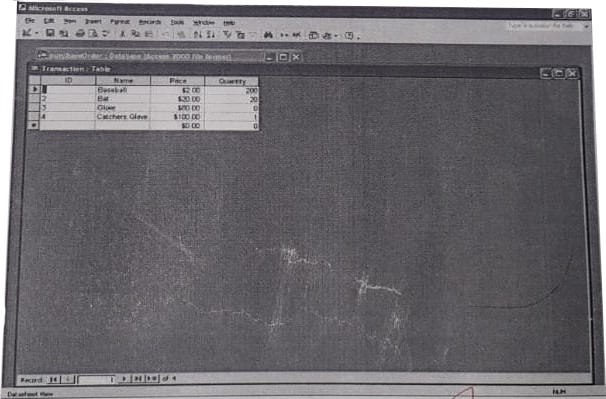 Microsoft Access
File Edit View Insert Format Records Tools Window Help
Type a question for help
Database (Access 2000 file format)
Transaction : Table
ID Name Price Quantity
Baseball $2.00 200
2 Bat $20.00 20
3 Glove $80.00 0
4 Catchers Glove $100.00 1
$0.00 0
Record: 1 of 4
Datasheet View NUM